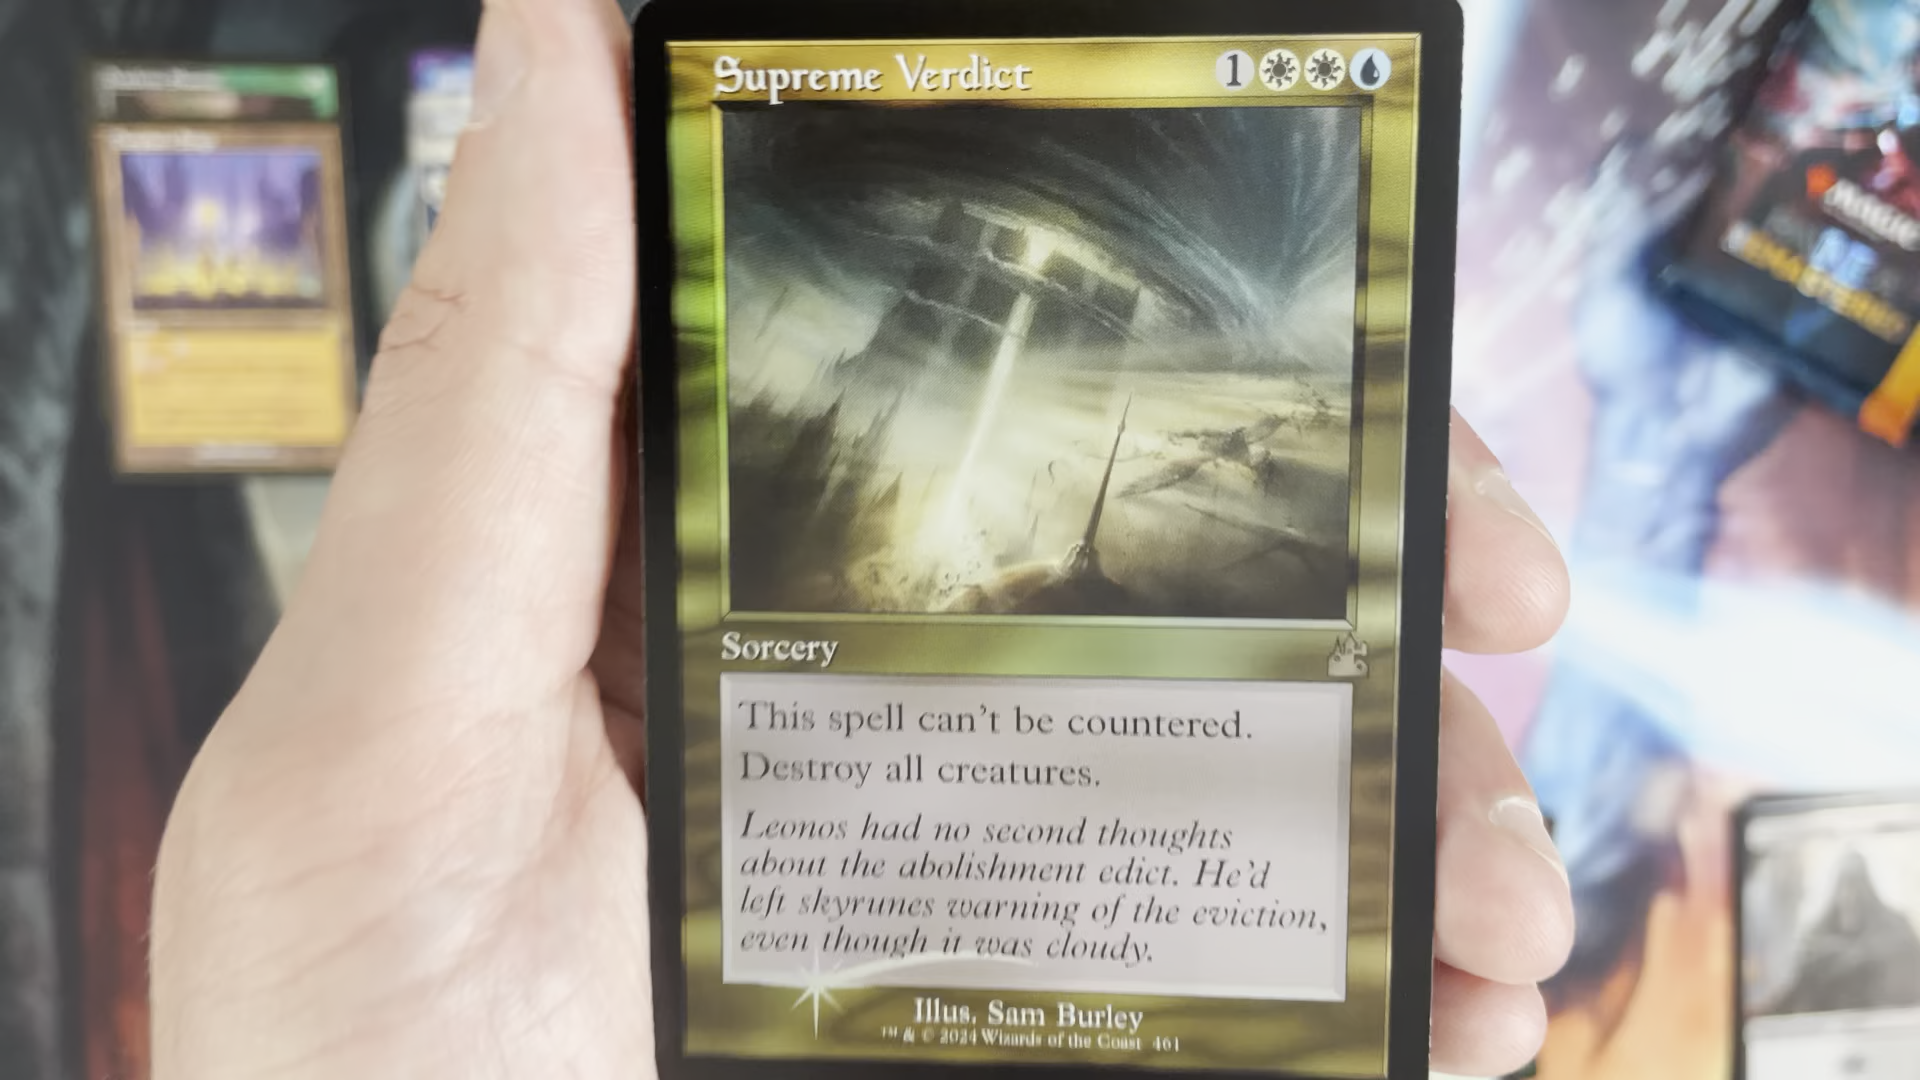 Supreme Verdict
1
Sorcery
This spell can't be countered.
Destroy all creatures.
Leonos had no second thoughts
about the abolishment edict. He'd
left skyrunes warning of the eviction,
even though it was cloudy.
Illus. Sam Burley
™ & © 2024 Wizards of the Coast 461
MAGIC
REMASTERED